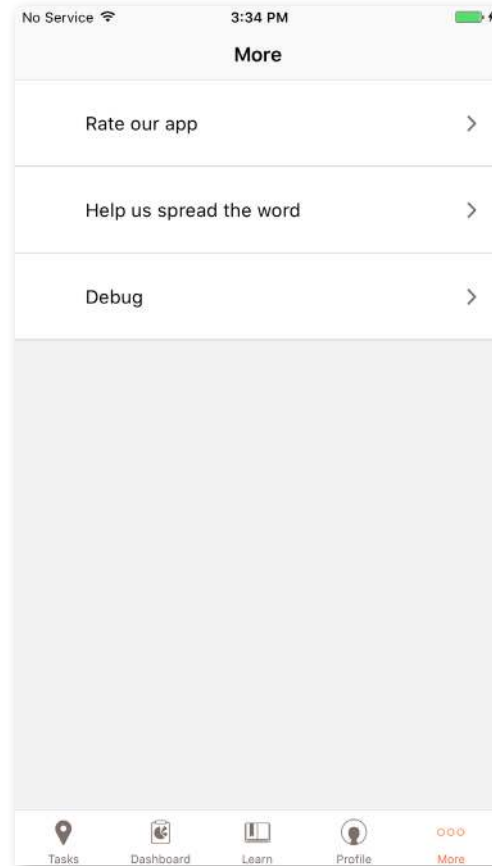 No Service 3:34 PM
More
Rate our app
Help us spread the word
Debug
Tasks Dashboard Learn Profile More